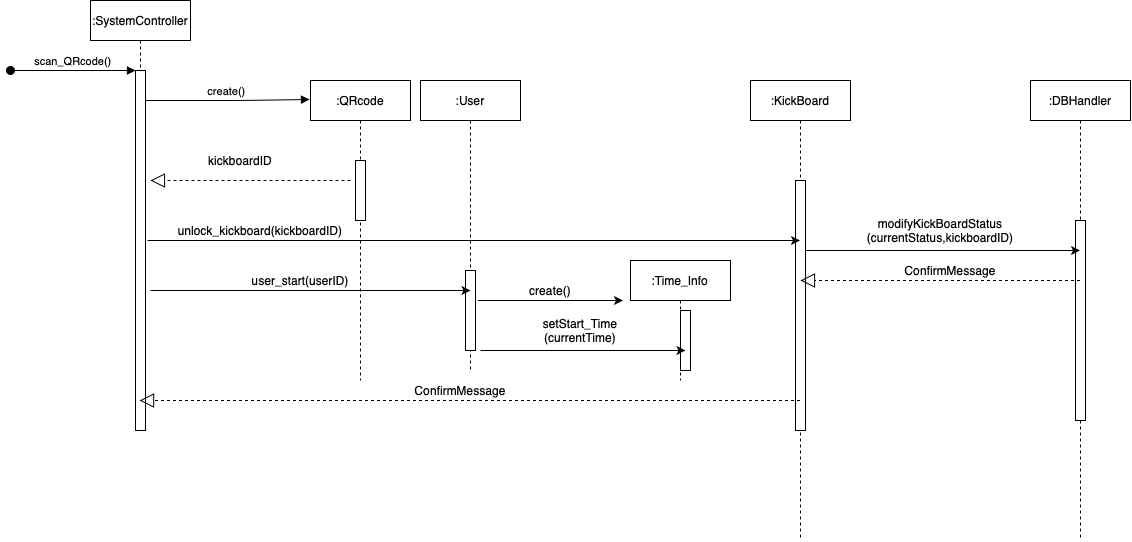 :SystemController
scan_QRcode()
create()
:QRcode
:User
:KickBoard
:DBHandler
kickboardID
unlock_kickboard(kickboardID)
modifyKickBoardStatus
(currentStatus,kickboardID)
ConfirmMessage
user_start(userID)
create()
:Time_Info
setStart_Time
(currentTime)
ConfirmMessage